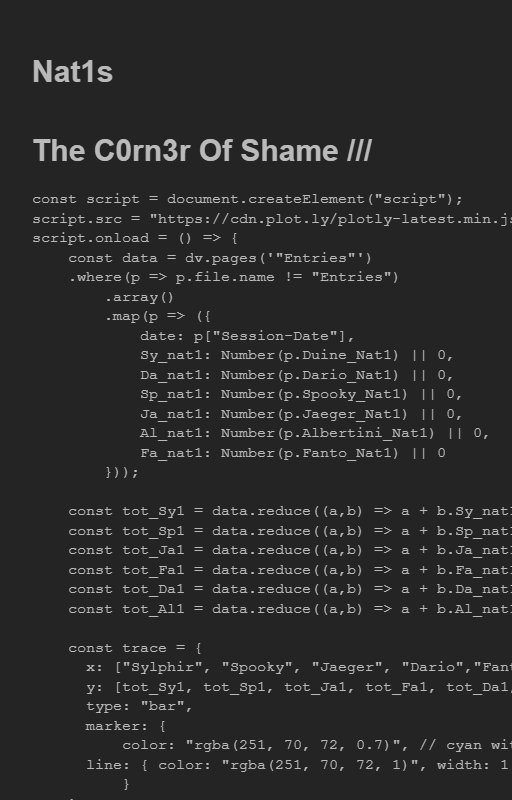 Nat1s
The C0rn3r Of Shame ///
const script = document.createElement("script");
script.src = "https://cdn.plot.ly/plotly-latest.min.js
script.onload = () => {
const data = dv.pages('"Entries"')
.where(p => p.file.name != "Entries")
.array()
.map(p => ({
date: p["Session-Date"],
Sy_nat1: Number(p.Duine_Nat1) || 0,
Da_nat1: Number(p.Dario_Nat1) || 0,
Sp_nat1: Number(p.Spooky_Nat1) || 0,
Ja_nat1: Number(p.Jaeger_Nat1) || 0,
Al_nat1: Number(p.Albertini_Nat1) || 0,
Fa_nat1: Number(p.Fanto_Nat1) || 0
}));
const tot_Sy1 = data.reduce((a,b) => a + b.Sy_nat1
const tot_Sp1 = data.reduce((a,b) => a + b.Sp_nat1
const tot_Ja1 = data.reduce((a,b) => a + b.Ja_nat1
const tot_Fa1 = data.reduce((a,b) => a + b.Fa_nat1
const tot_Da1 = data.reduce((a,b) => a + b.Da_nat1
const tot_Al1 = data.reduce((a,b) => a + b.Al_nat1
const trace = {
x: ["Sylphir", "Spooky", "Jaeger", "Dario","Fant
y: [tot_Sy1, tot_Sp1, tot_Ja1, tot_Fa1, tot_Da1,
type: "bar",
marker: {
color: "rgba(251, 70, 72, 0.7)", // cyan wit
line: { color: "rgba(251, 70, 72, 1)", width: 1
}